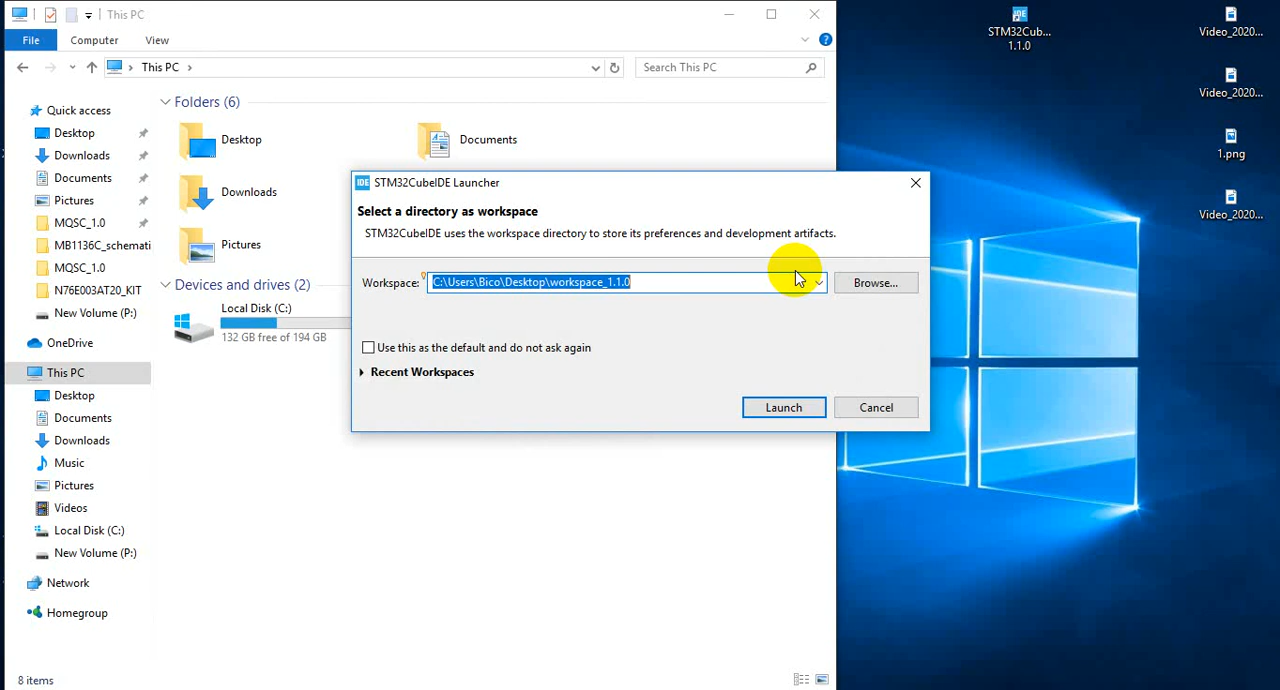 This PC
File
Computer
View
This PC
Search This PC
Quick access
Desktop
Downloads
Documents
Pictures
MQSC_1.0
MB1136C_schemati
MQSC_1.0
N76E003AT20_KIT
New Volume (P:)
OneDrive
This PC
Desktop
Documents
Downloads
Music
Pictures
Videos
Local Disk (C:)
New Volume (P:)
Network
Homegroup
Folders (6)
Desktop
Documents
Downloads
Pictures
Devices and drives (2)
Local Disk (C:)
132 GB free of 194 GB
8 items
IDE STM32CubeIDE Launcher
Select a directory as workspace
STM32CubeIDE uses the workspace directory to store its preferences and development artifacts.
Workspace: C:\Users\Bico\Desktop\workspace_1.1.0
Browse...
Use this as the default and do not ask again
Recent Workspaces
Launch
Cancel
IDE
STM32Cub...
1.1.0
Video_2020...
Video_2020...
1.png
Video_2020...